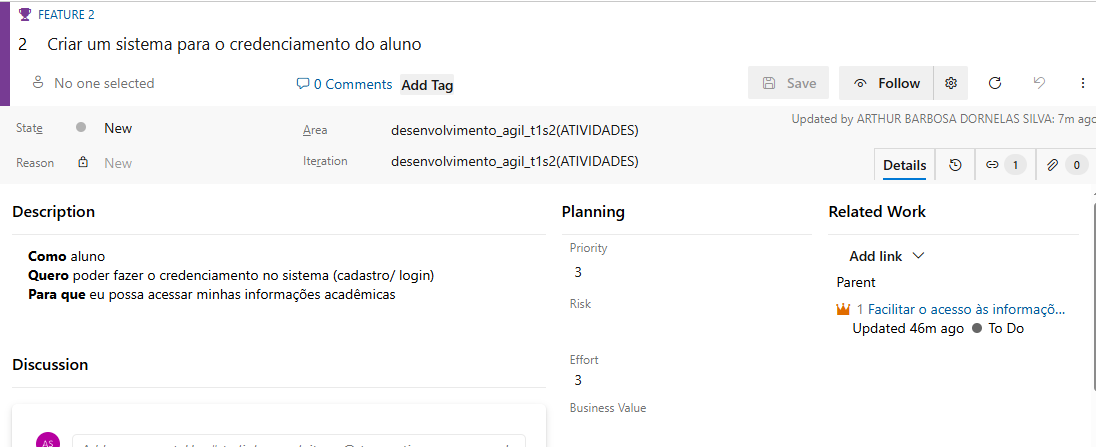 FEATURE 2
2 Criar um sistema para o credenciamento do aluno
No one selected
0 Comments
Add Tag
Save
Follow
State
New
Area
desenvolvimento_agil_t1s2(ATIVIDADES)
Updated by ARTHUR BARBOSA DORNELAS SILVA: 7m ago
Reason
New
Iteration
desenvolvimento_agil_t1s2(ATIVIDADES)
Details
1
0
Description
Como aluno
Quero poder fazer o credenciamento no sistema (cadastro/ login)
Para que eu possa acessar minhas informações acadêmicas
Discussion
AS
Planning
Priority
3
Risk
Effort
3
Business Value
Related Work
Add link
Parent
1 Facilitar o acesso às informaçõ...
Updated 46m ago To Do